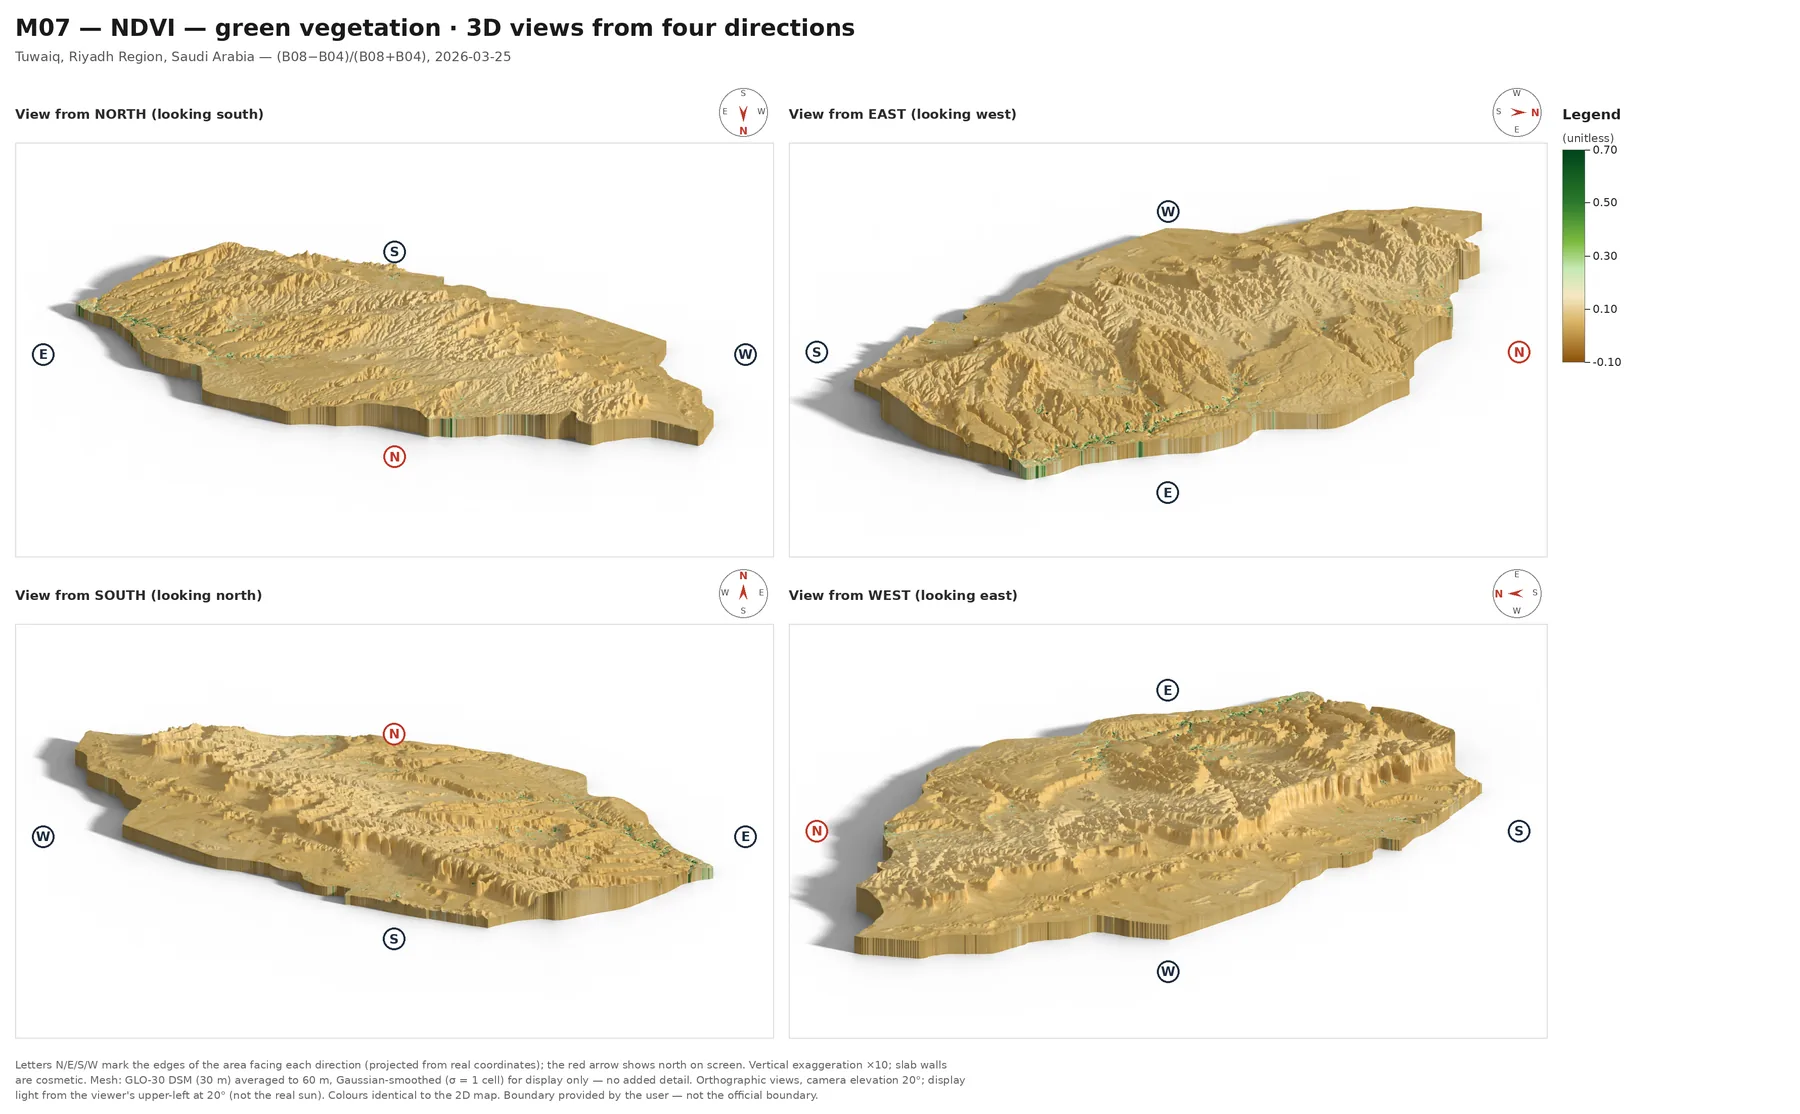 M07 — NDVI — green vegetation · 3D views from four directions
Tuwaiq, Riyadh Region, Saudi Arabia — (B08−B04)/(B08+B04), 2026-03-25
View from NORTH (looking south)
S
E W
N
View from EAST (looking west)
W
S N
E
Legend
(unitless)
0.70
0.50
0.30
0.10
-0.10
S
E
W
N
W
S
N
E
View from SOUTH (looking north)
N
W E
S
View from WEST (looking east)
E
N S
W
N
W
E
S
E
N
S
W
Letters N/E/S/W mark the edges of the area facing each direction (projected from real coordinates); the red arrow shows north on screen. Vertical exaggeration ×10; slab walls
are cosmetic. Mesh: GLO-30 DSM (30 m) averaged to 60 m, Gaussian-smoothed (σ = 1 cell) for display only — no added detail. Orthographic views, camera elevation 20°; display
light from the viewer's upper-left at 20° (not the real sun). Colours identical to the 2D map. Boundary provided by the user — not the official boundary.